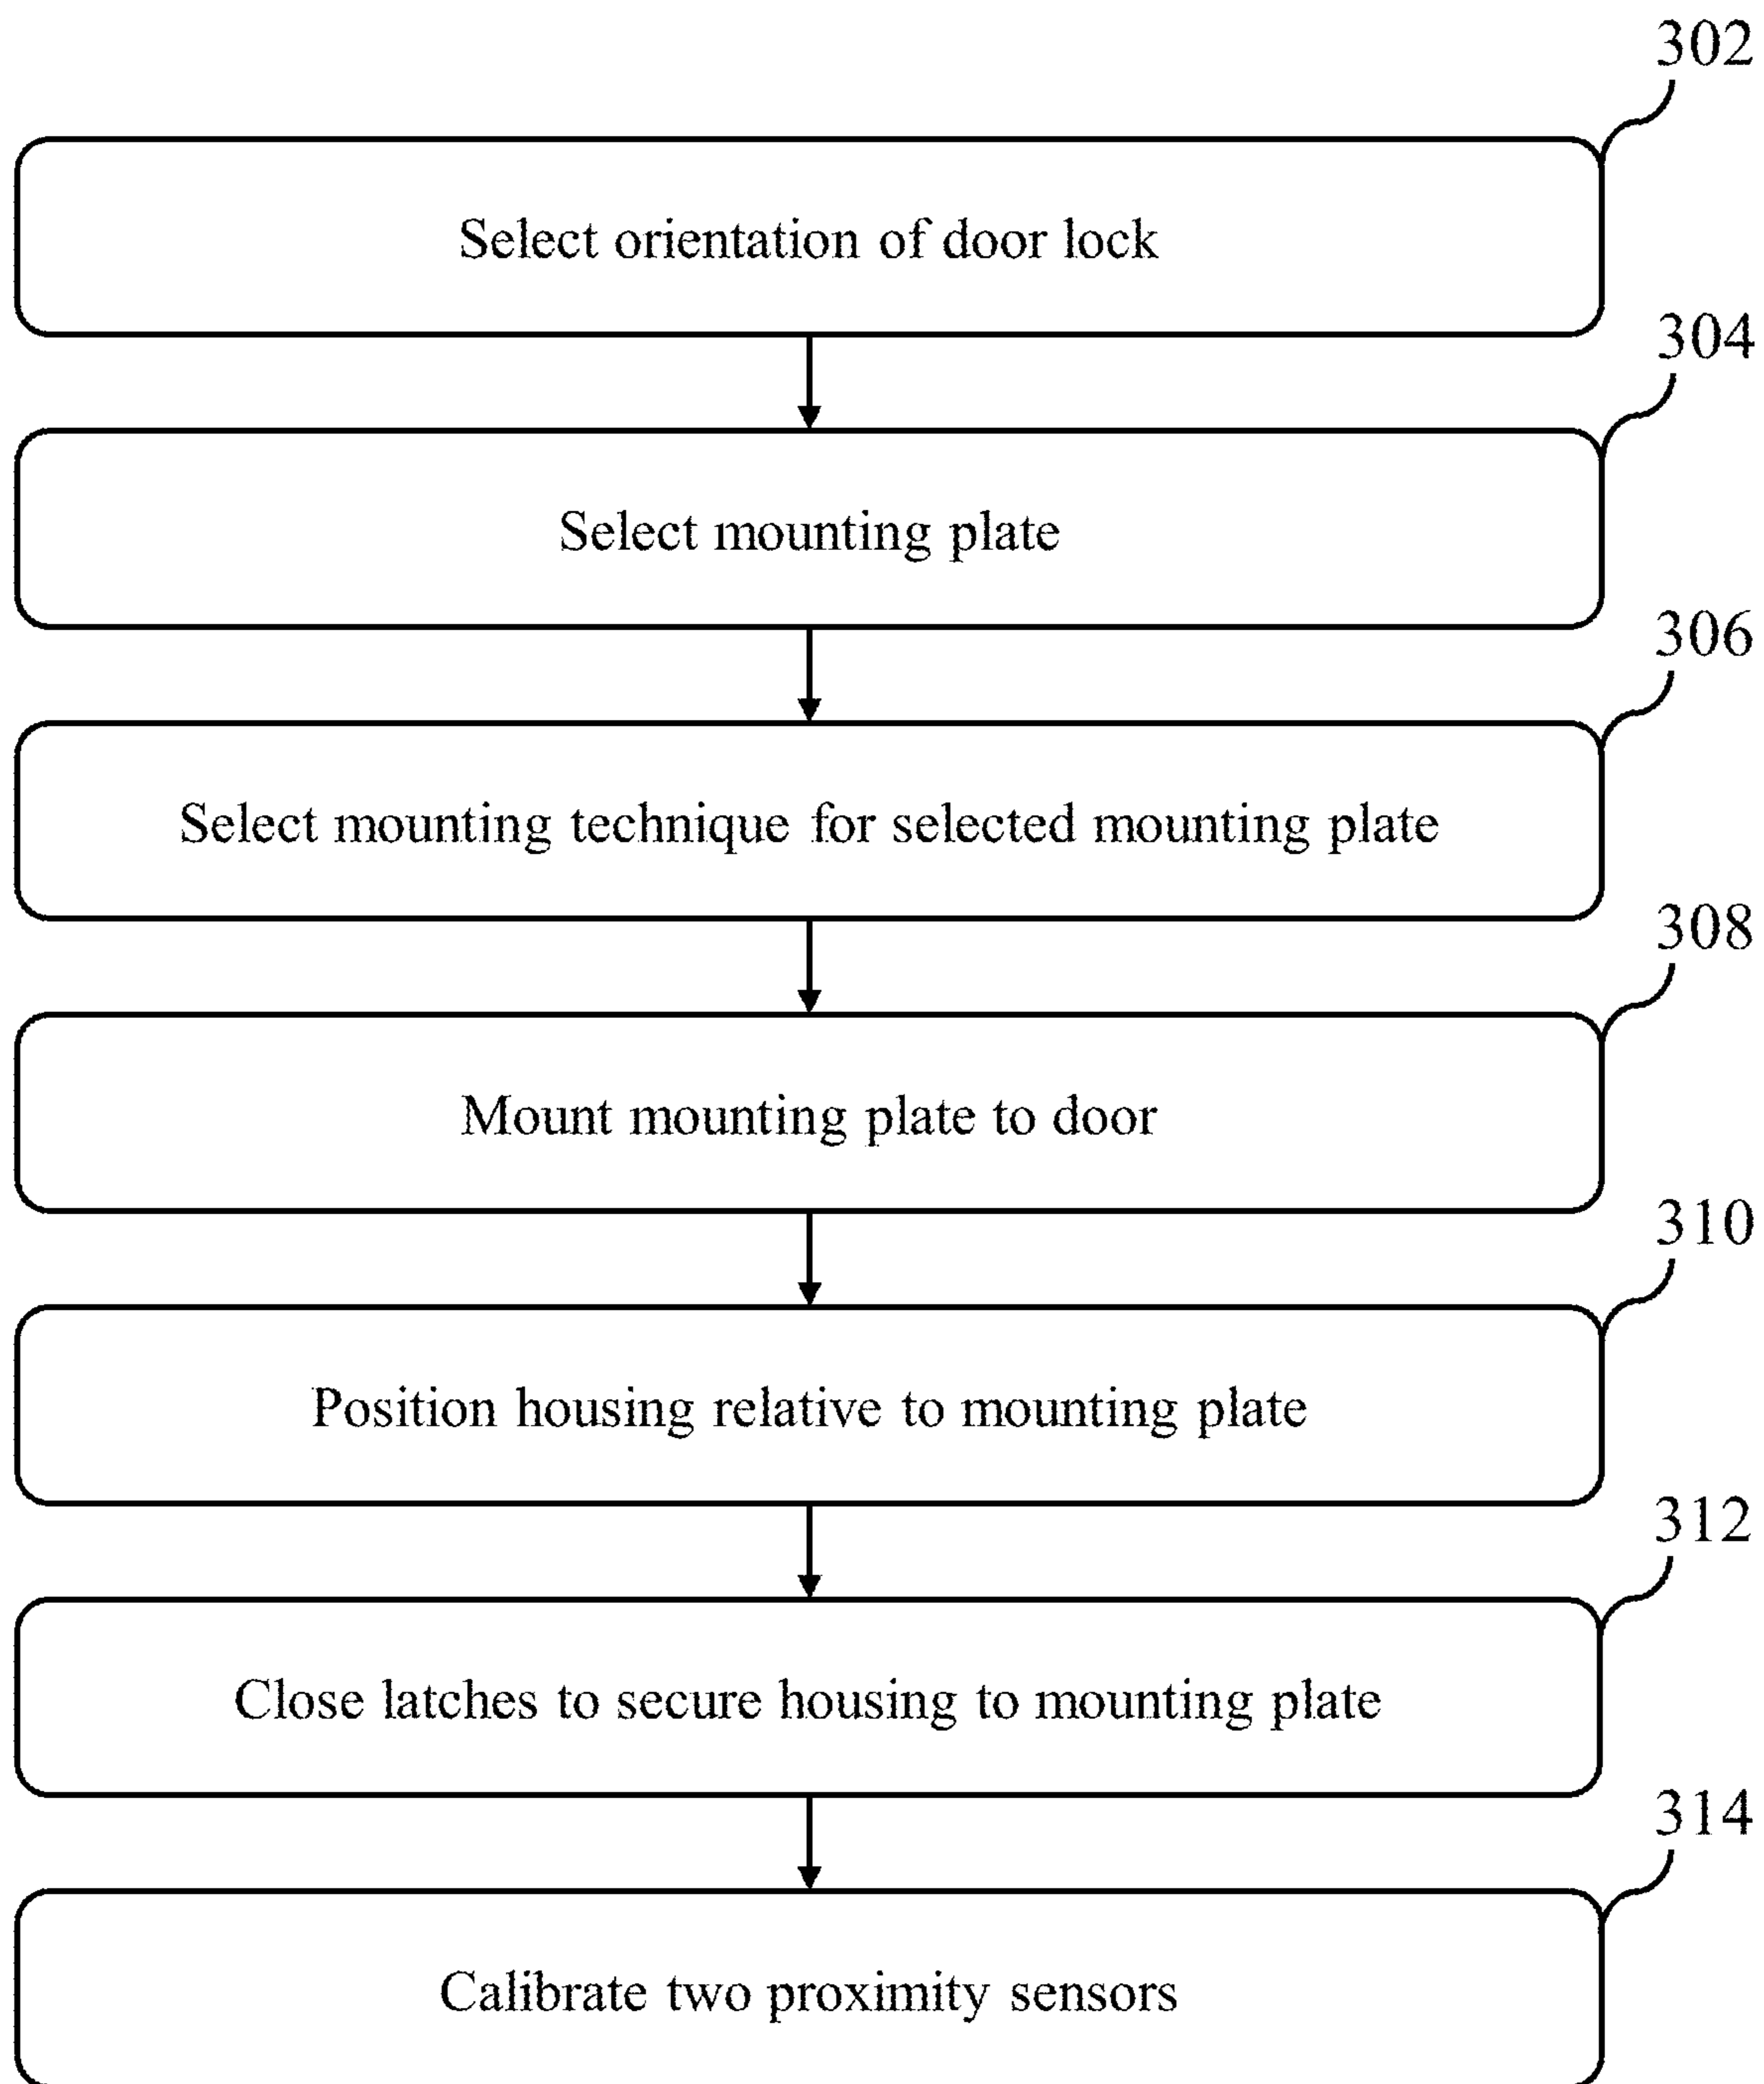 302
Select orientation of door lock
304
Select mounting plate
306
Select mounting technique for selected mounting plate
308
Mount mounting plate to door
310
Position housing relative to mounting plate
312
Close latches to secure housing to mounting plate
314
Calibrate two proximity sensors